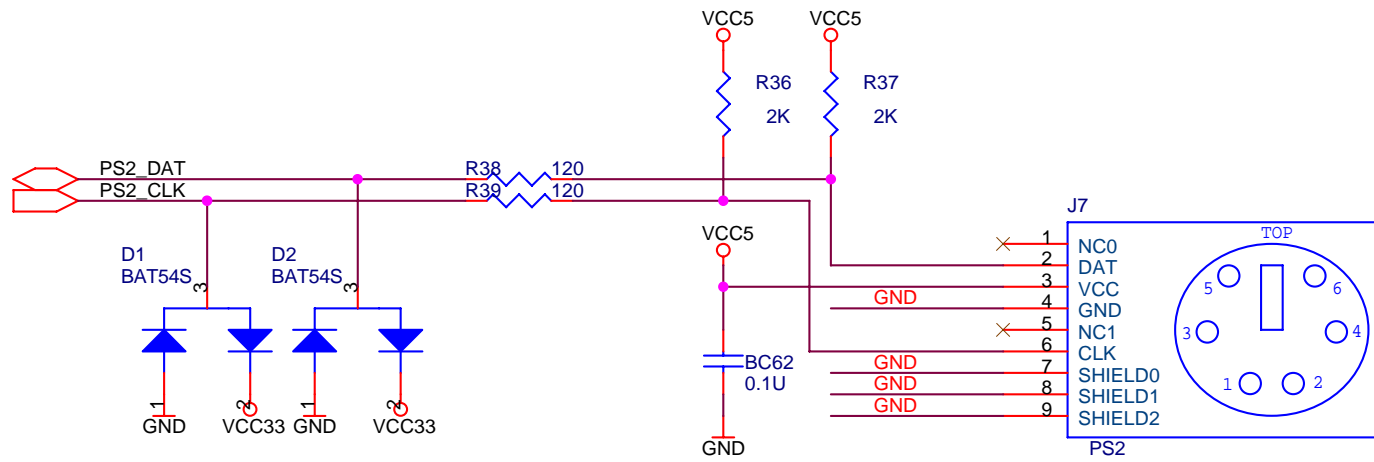 VCC5 VCC5
R36 R37
2K 2K
PS2_DAT R38 120
PS2_CLK R39 120
J7
VCC5
TOP
D1 D2
BAT54S BAT54S
3 3
1 NC0
2 DAT
3 VCC
GND 4 GND
5 NC1
6 CLK
GND 7 SHIELD0
GND 8 SHIELD1
GND 9 SHIELD2
5 6
3 4
1 2
BC62
0.1U
1 2 1 2
GND VCC33 GND VCC33
GND
PS2